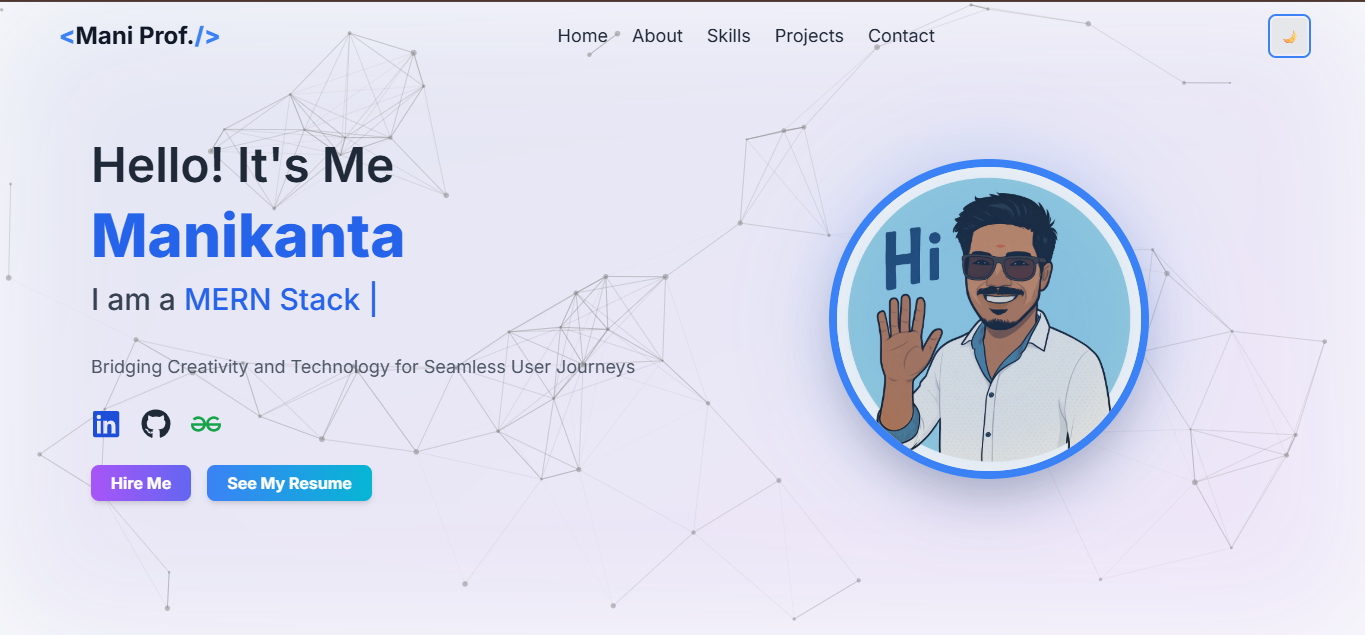 <Mani Prof./>
Home About Skills Projects Contact
Hello! It's Me
Manikanta
I am a MERN Stack |
Bridging Creativity and Technology for Seamless User Journeys
in
Hire Me
See My Resume
Hi